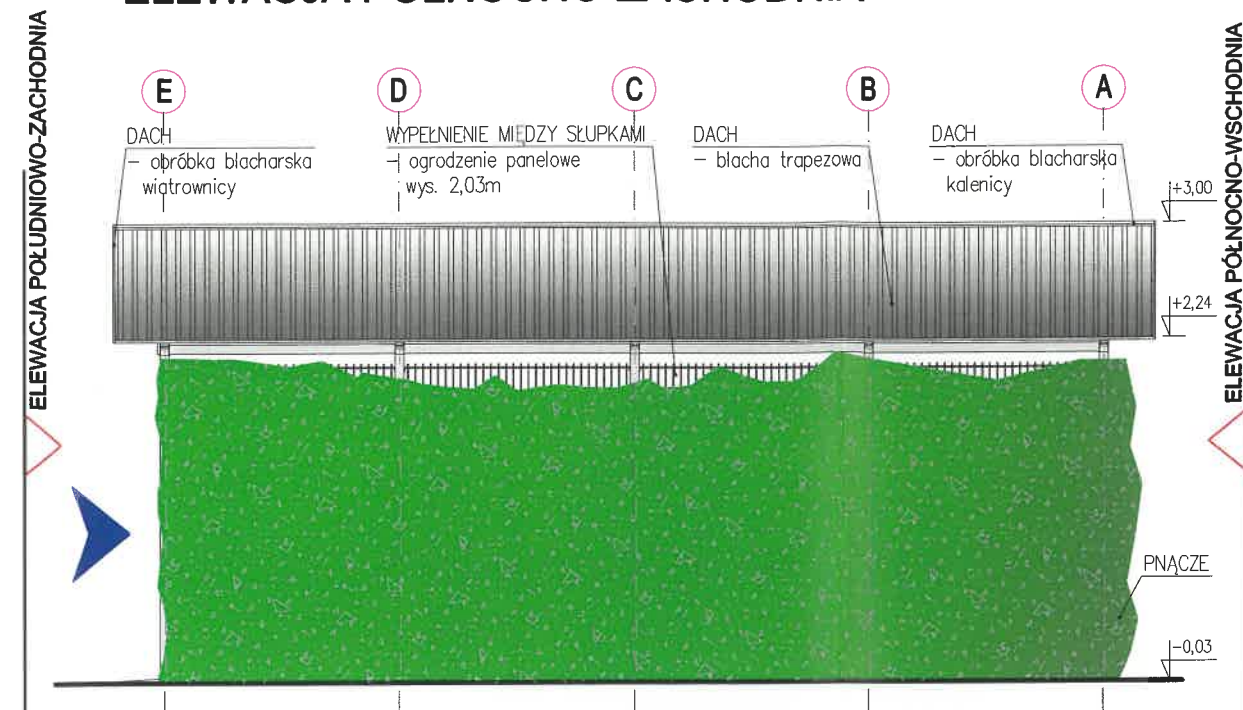 ELEWACJA PÓŁNOCNO-ZACHODNIA
ELEWACJA POŁUDNIOWO-ZACHODNIA
E
D
C
B
A
DACH
– obróbka blacharska
wiatrownicy
WYPEŁNIENIE MIĘDZY SŁUPKAMI
– ogrodzenie panelowe
wys. 2,03m
DACH
– blacha trapezowa
DACH
– obróbka blacharska
kalenicy
+3,00
+2,24
PNĄCZE
-0,03
ELEWACJA PÓŁNOCNO-WSCHODNIA